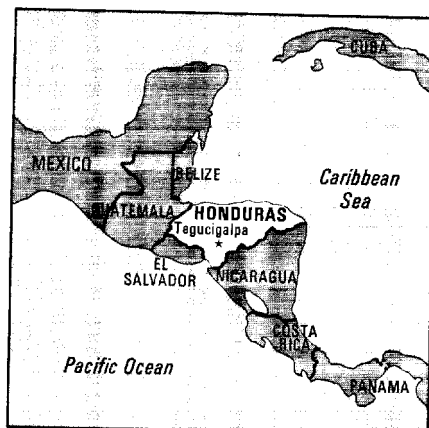 CUBA
MEXICO
BELIZE
Caribbean
Sea
GUATEMALA
HONDURAS
Tegucigalpa
EL
SALVADOR
NICARAGUA
COSTA
RICA
Pacific Ocean
PANAMA